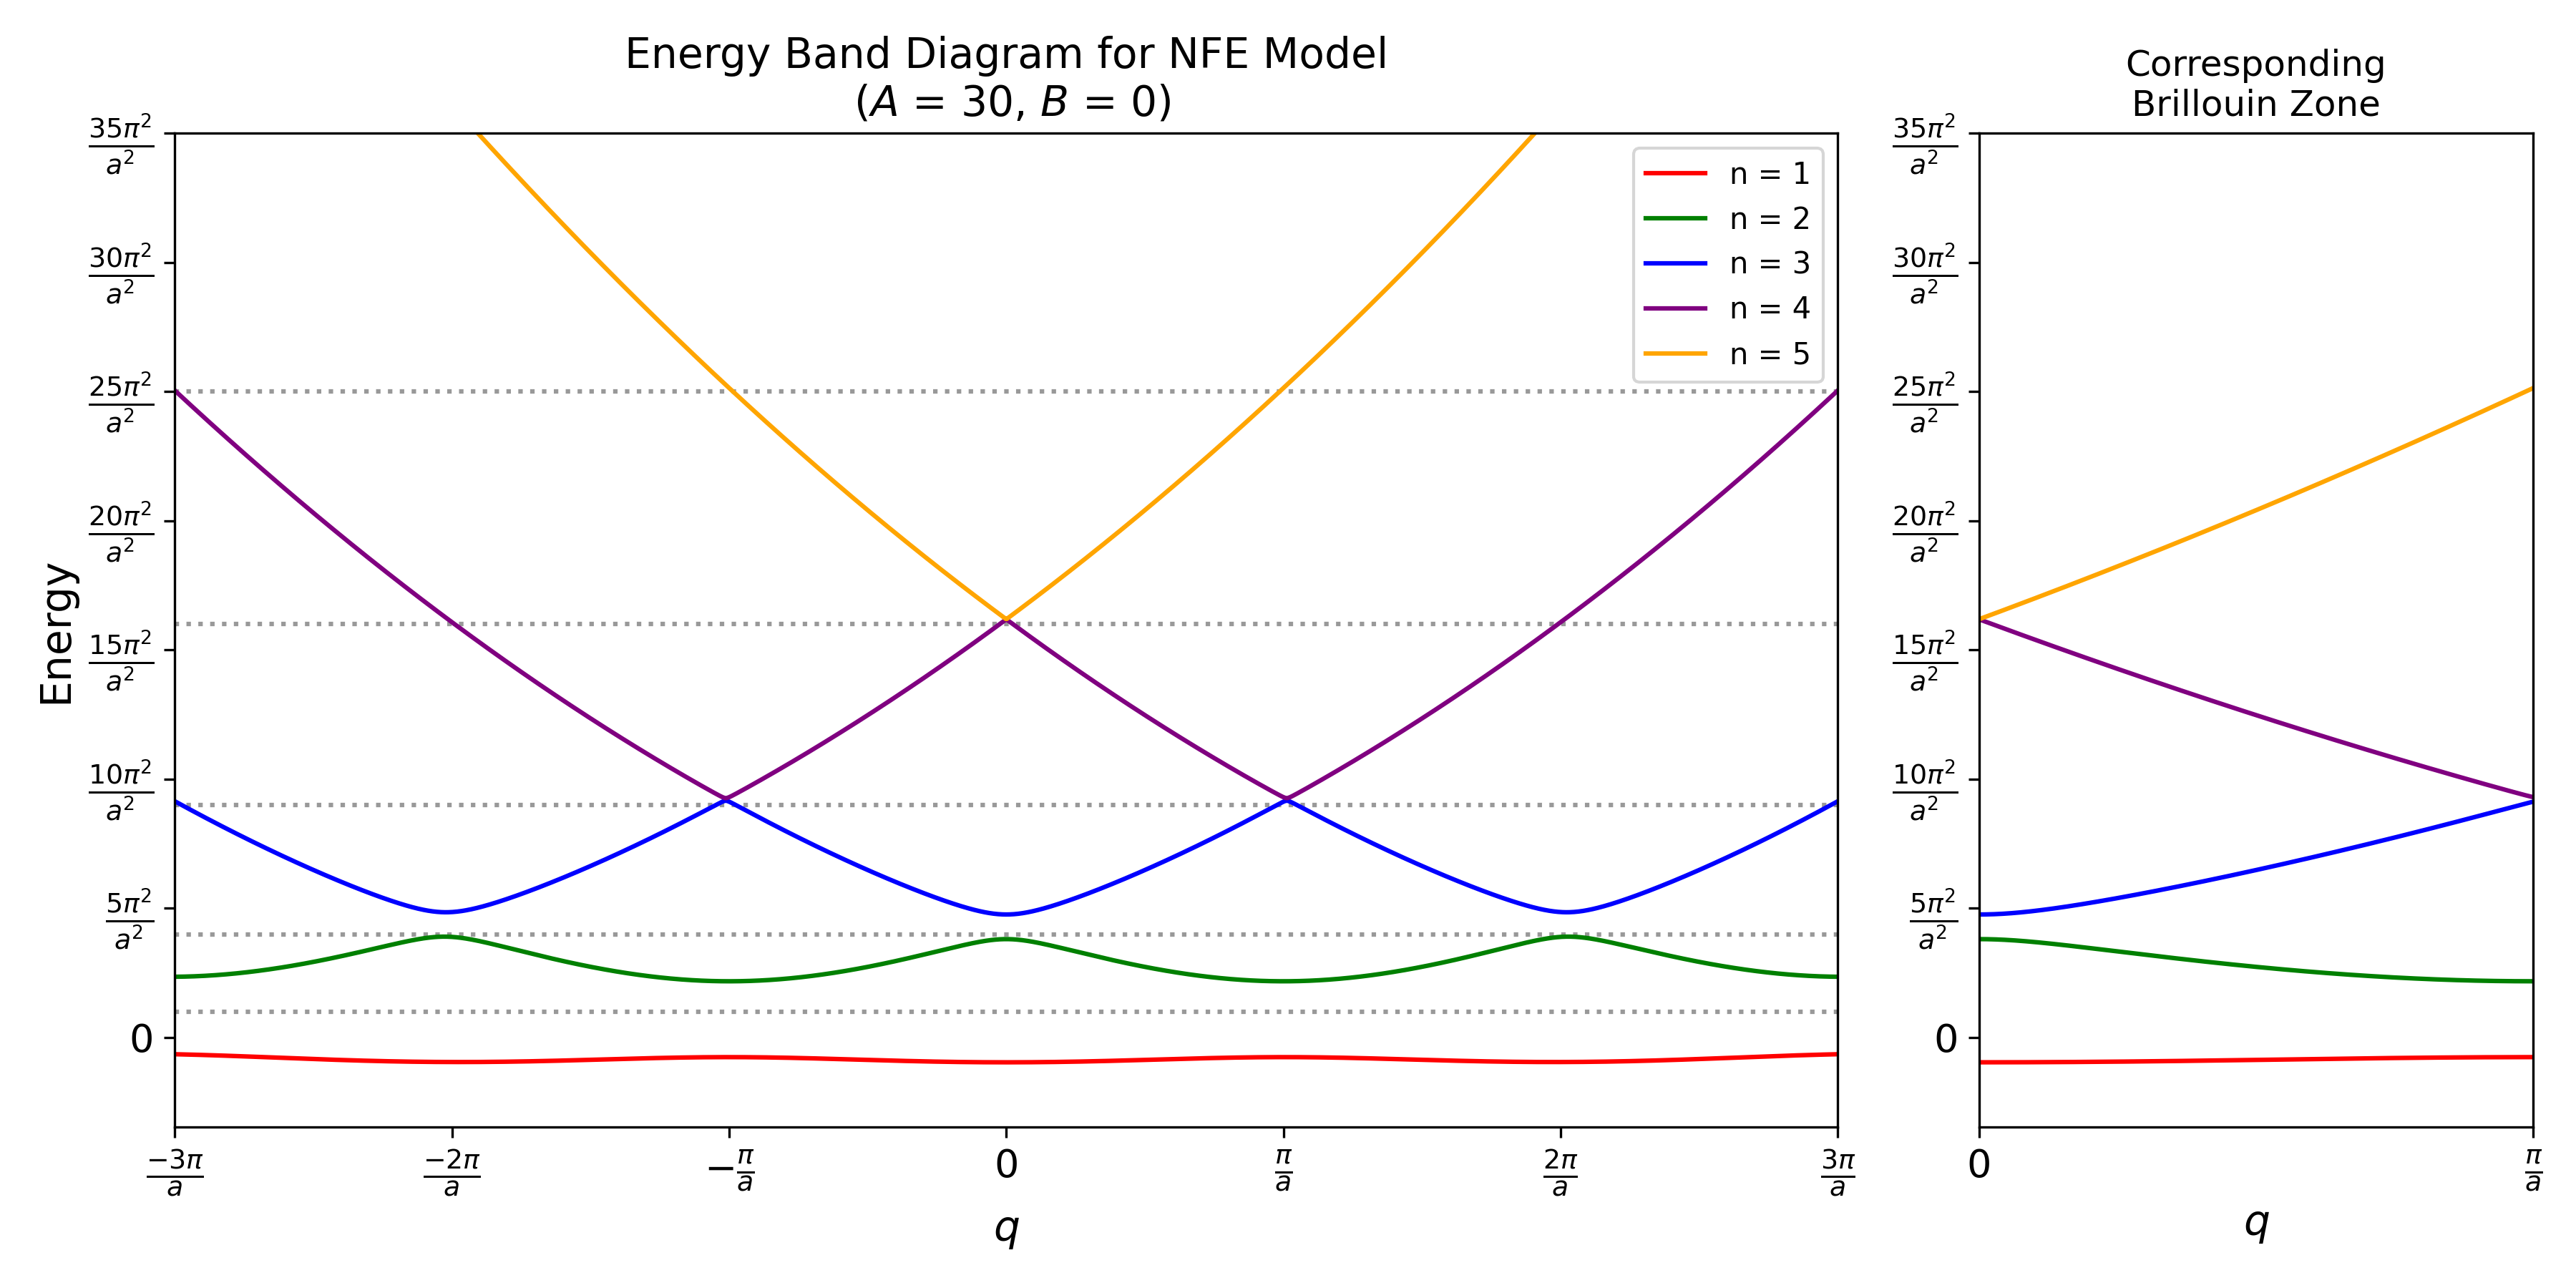 Energy Band Diagram for NFE Model
(A = 30, B = 0)
Energy
35π²/a²
30π²/a²
25π²/a²
20π²/a²
15π²/a²
10π²/a²
5π²/a²
0
n = 1
n = 2
n = 3
n = 4
n = 5
−3π/a
−2π/a
−π/a
0
π/a
2π/a
3π/a
q
Corresponding
Brillouin Zone
35π²/a²
30π²/a²
25π²/a²
20π²/a²
15π²/a²
10π²/a²
5π²/a²
0
0
π/a
q